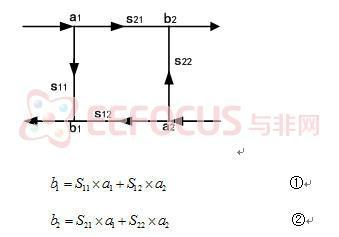 a1 s21 b2
s11 s22
b1 s12 a2
EEFOCUS 与非网
b₁ = S₁₁ × a₁ + S₁₂ × a₂ ①
b₂ = S₂₁ × a₁ + S₂₂ × a₂ ②